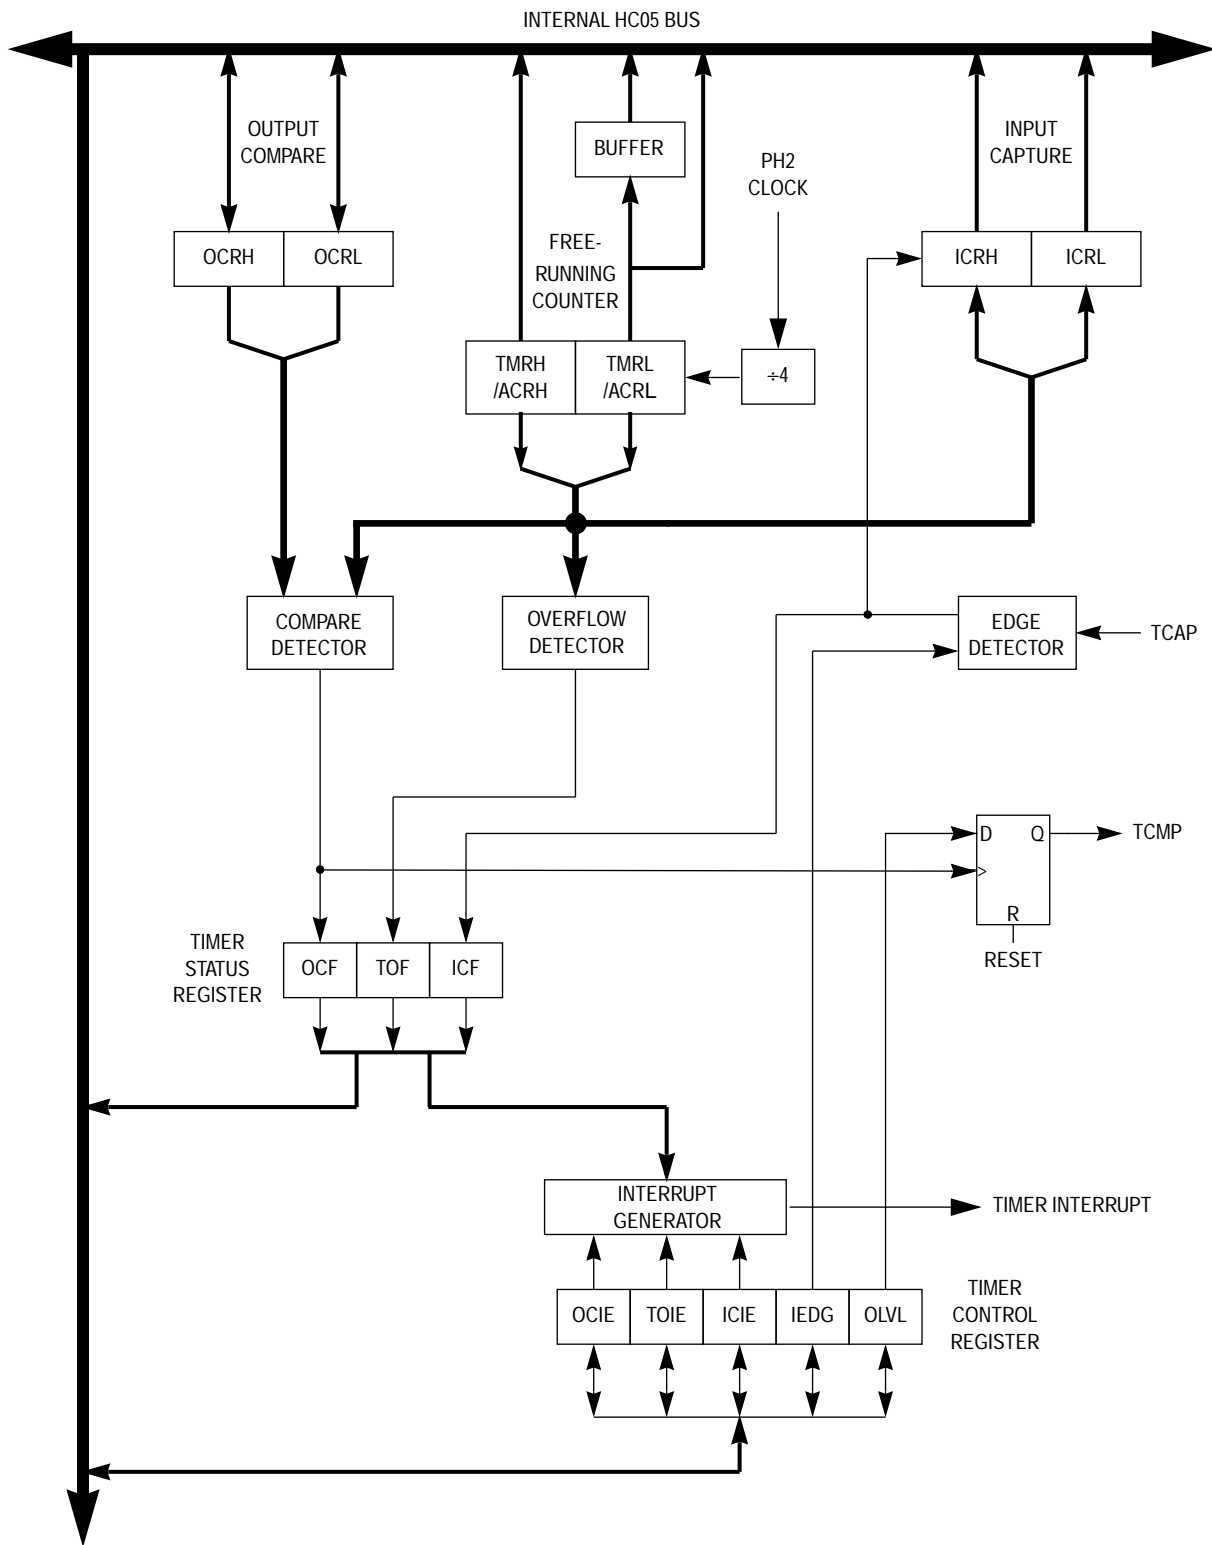 INTERNAL HC05 BUS
OUTPUT
COMPARE
BUFFER
PH2
CLOCK
INPUT
CAPTURE
OCRH
OCRL
FREE-
RUNNING
COUNTER
ICRH
ICRL
TMRH
/ACRH
TMRL
/ACRL
÷4
COMPARE
DETECTOR
OVERFLOW
DETECTOR
EDGE
DETECTOR
TCAP
D
Q
>
R
TCMP
RESET
TIMER
STATUS
REGISTER
OCF
TOF
ICF
INTERRUPT
GENERATOR
TIMER INTERRUPT
OCIE
TOIE
ICIE
IEDG
OLVL
TIMER
CONTROL
REGISTER